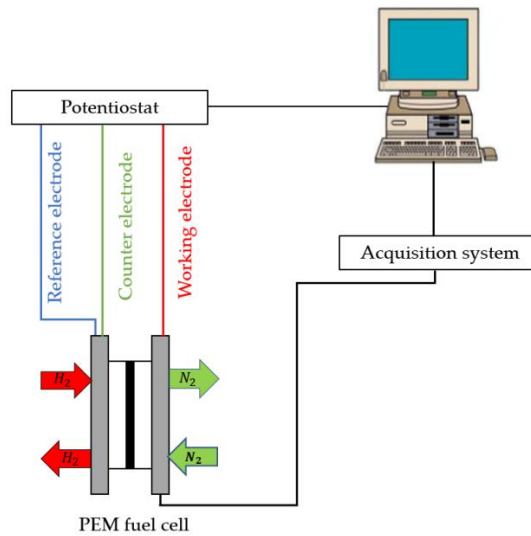 Potentiostat
Reference electrode
Counter electrode
Working electrode
Acquisition system
H₂
N₂
H₂
N₂
PEM fuel cell